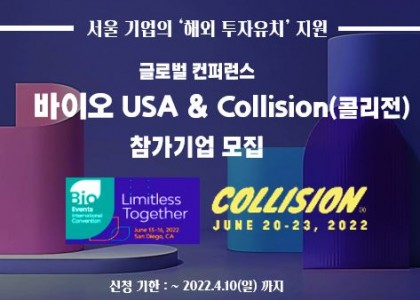 서울 기업의 '해외 투자유치' 지원
글로벌 컨퍼런스
바이오 USA & Collision(콜리전)
참가기업 모집
Bio
Events
International
Convention
Limitless
Together
June 13-16, 2022
San Diego, CA
COLLISION
JUNE 20-23, 2022
신청 기한 : ~ 2022.4.10(일) 까지